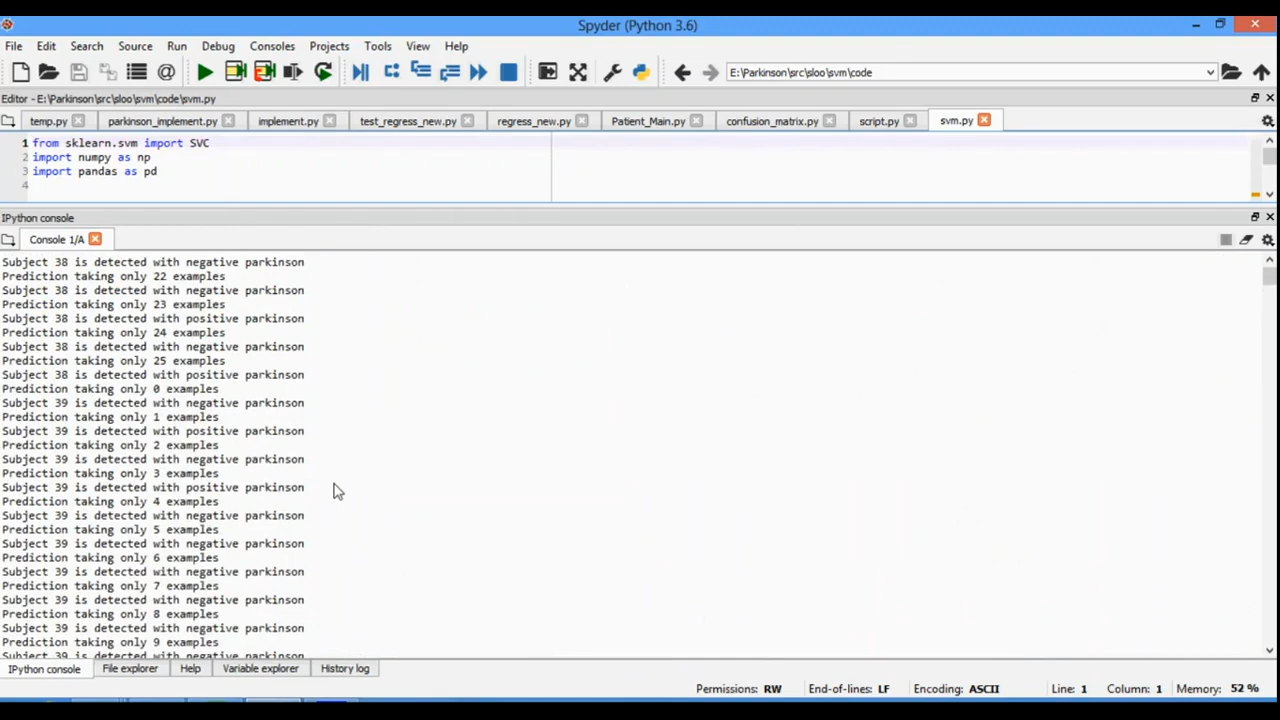 Spyder (Python 3.6)
File Edit Search Source Run Debug Consoles Projects Tools View Help
E:\Parkinson\src\sloo\svm\code
Editor - E:\Parkinson\src\sloo\svm\code\svm.py
temp.py parkinson_implement.py implement.py test_regress_new.py regress_new.py Patient_Main.py confusion_matrix.py script.py svm.py
1 from sklearn.svm import SVC
2 import numpy as np
3 import pandas as pd
4
IPython console
Console 1/A
Subject 38 is detected with negative parkinson
Prediction taking only 22 examples
Subject 38 is detected with negative parkinson
Prediction taking only 23 examples
Subject 38 is detected with positive parkinson
Prediction taking only 24 examples
Subject 38 is detected with negative parkinson
Prediction taking only 25 examples
Subject 38 is detected with positive parkinson
Prediction taking only 0 examples
Subject 39 is detected with negative parkinson
Prediction taking only 1 examples
Subject 39 is detected with positive parkinson
Prediction taking only 2 examples
Subject 39 is detected with negative parkinson
Prediction taking only 3 examples
Subject 39 is detected with positive parkinson
Prediction taking only 4 examples
Subject 39 is detected with negative parkinson
Prediction taking only 5 examples
Subject 39 is detected with negative parkinson
Prediction taking only 6 examples
Subject 39 is detected with negative parkinson
Prediction taking only 7 examples
Subject 39 is detected with negative parkinson
Prediction taking only 8 examples
Subject 39 is detected with negative parkinson
Prediction taking only 9 examples
Subject 39 is detected with negative parkinson
IPython console File explorer Help Variable explorer History log
Permissions: RW End-of-lines: LF Encoding: ASCII Line: 1 Column: 1 Memory: 52 %